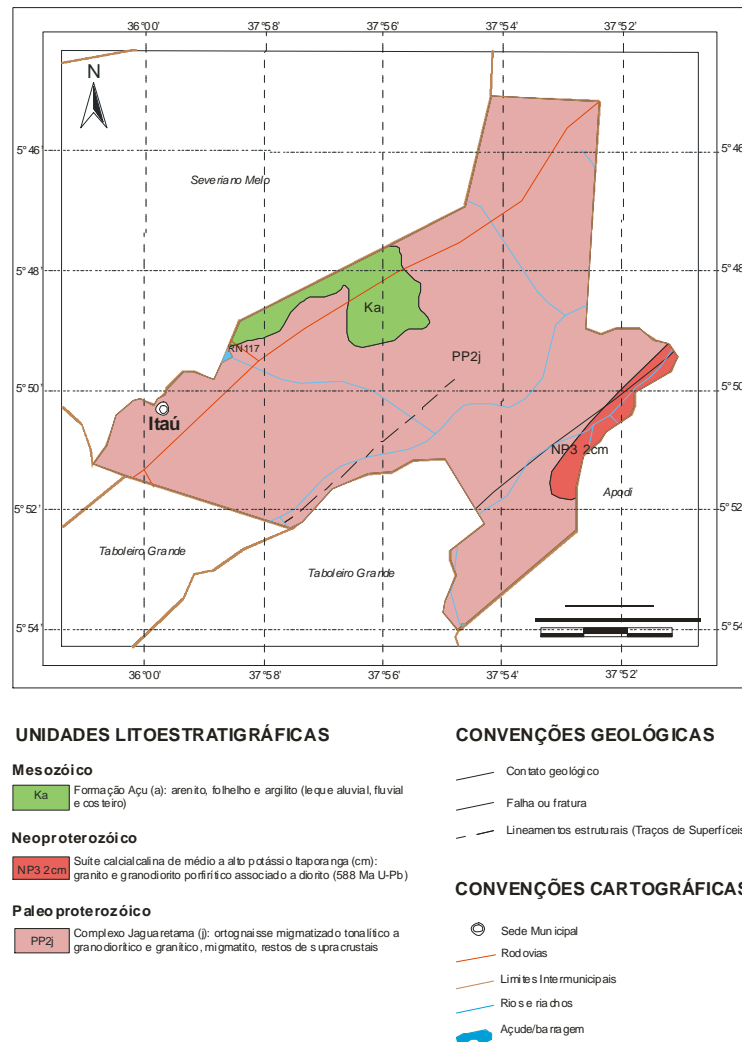 36°00' 37°58' 37°56' 37°54' 37°52'
N
5°46' 5°46
Severiano Melo
5°48' 5°48'
Ka
RN117
PP2j
5°50' 5°50'
Itaú
NP3 2cm
Apodi
5°52' 5°52'
Taboleiro Grande
Taboleiro Grande
5°54' 5°54
36°00' 37°58' 37°56' 37°54' 37°52'
UNIDADES LITOESTRATIGRÁFICAS
Mesozóico
Ka
Formação Açu (a): arenito, folhelho e argilito (leque aluvial, fluvial
e costeiro)
Neoproterozóico
NP3 2cm
Suíte calcialcalina de médio a alto potássio Itaporanga (cm):
granito e granodiorito porfirítico associado a diorito (588 Ma U-Pb)
Paleoproterozóico
PP2j
Complexo Jaguaretama (j): ortognaisse migmatizado tonalítico a
granodiorítico e granítico, migmatito, restos de supracrustais
CONVENÇÕES GEOLÓGICAS
Contato geológico
Falha ou fratura
Lineamentos estruturais (Traços de Superfícies
CONVENÇÕES CARTOGRÁFICAS
Sede Municipal
Rodovias
Limites Intermunicipais
Rios e riachos
Açude/barragem